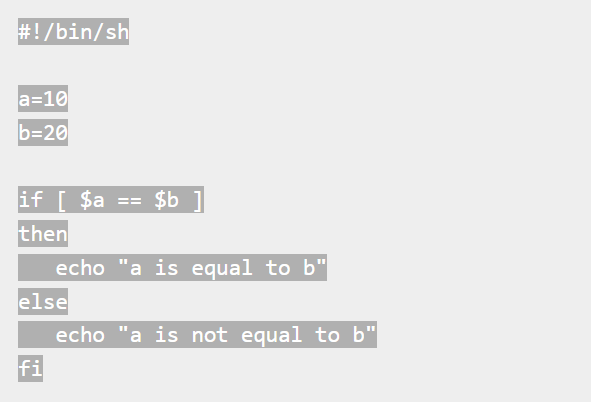 #!/bin/sh

a=10
b=20

if [ $a == $b ]
then
   echo "a is equal to b"
else
   echo "a is not equal to b"
fi